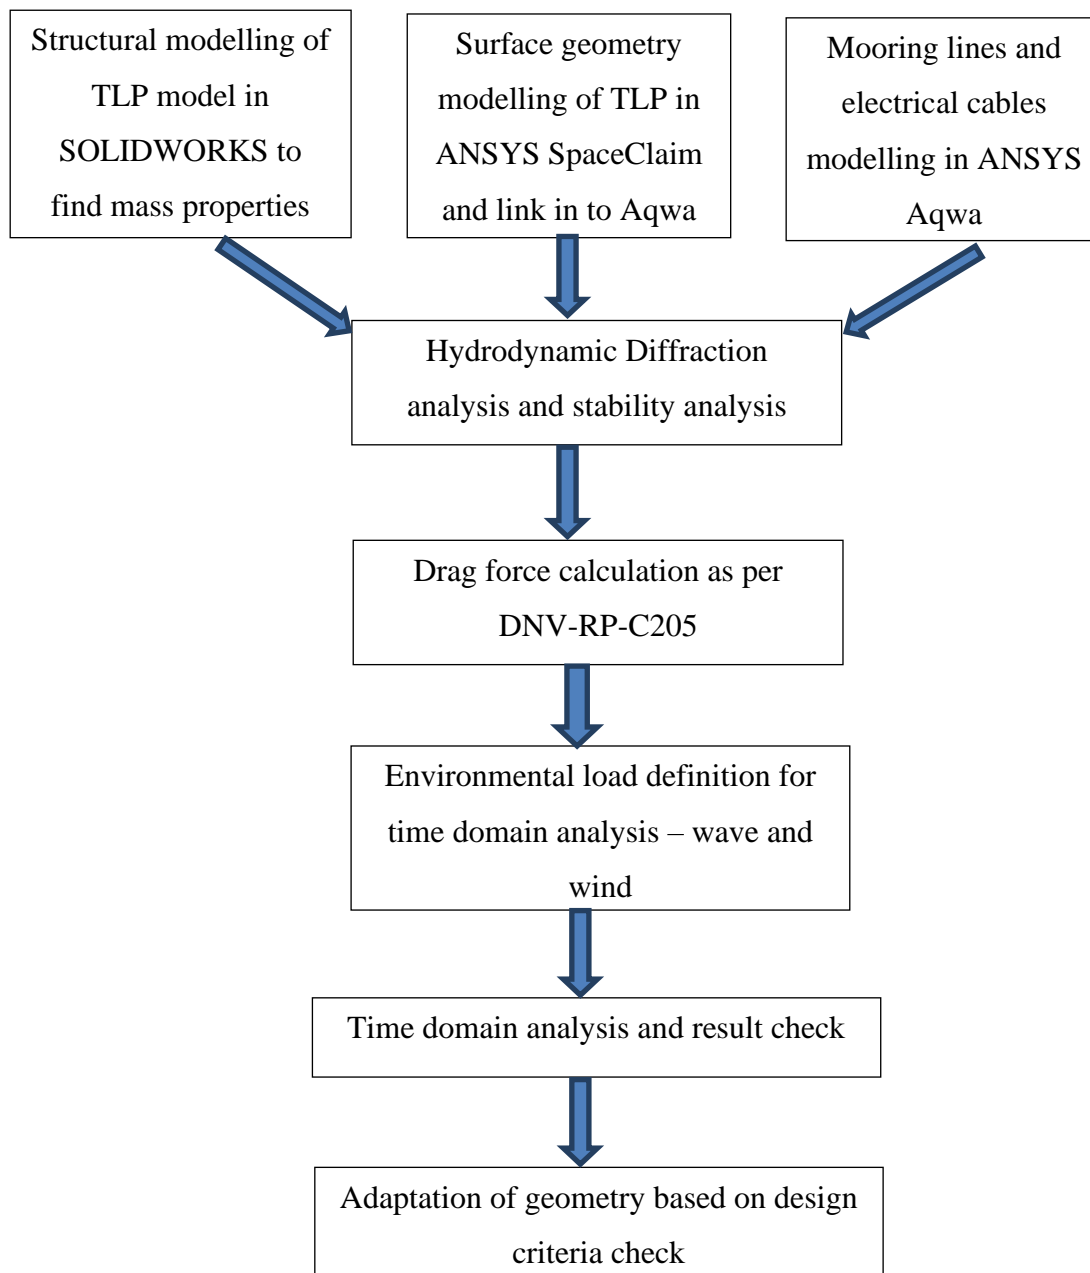 Structural modelling of
TLP model in
SOLIDWORKS to
find mass properties
Surface geometry
modelling of TLP in
ANSYS SpaceClaim
and link in to Aqwa
Mooring lines and
electrical cables
modelling in ANSYS
Aqwa
Hydrodynamic Diffraction
analysis and stability analysis
Drag force calculation as per
DNV-RP-C205
Environmental load definition for
time domain analysis – wave and
wind
Time domain analysis and result check
Adaptation of geometry based on design
criteria check